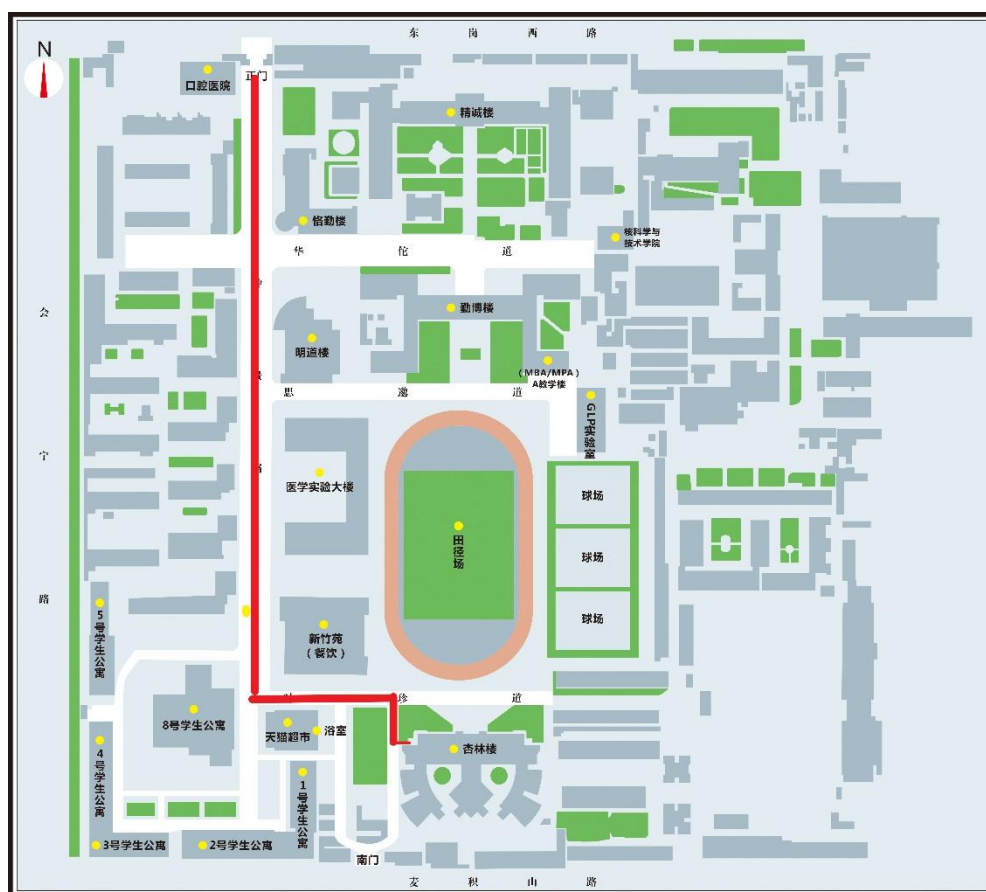 东岗西路
N
正门
口腔医院
精诚楼
恪勤楼
核科学与
技术学院
华佗道
勤博楼
明道楼
(MBA/MPA)
A教学楼
思邈道
GLP实验室
会宁路
医学实验大楼
球场
田径场
球场
球场
5号学生公寓
新竹苑
(餐饮)
珍道
8号学生公寓
天猫超市
浴室
杏林楼
4号学生公寓
1号学生公寓
3号学生公寓
2号学生公寓
南门
麦积山路